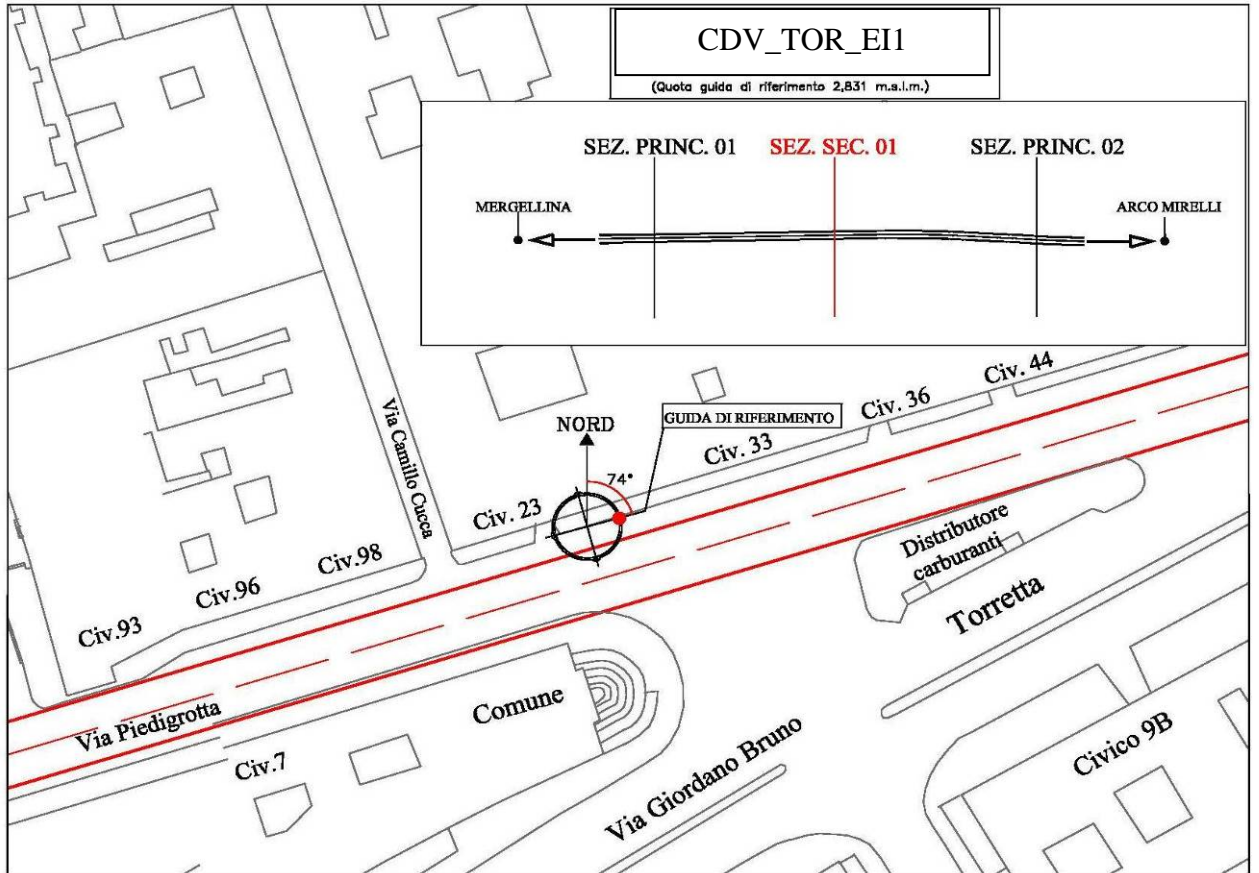 CDV_TOR_EI1
(Quota guida di riferimento 2,831 m.s.l.m.)
SEZ. PRINC. 01
SEZ. SEC. 01
SEZ. PRINC. 02
MERGELLINA
ARCO MIRELLI
Civ. 44
Civ. 36
GUIDA DI RIFERIMENTO
NORD
Civ. 33
74°
Via Camillo Cucca
Civ. 23
Civ.98
Civ.96
Civ.93
Distributore
carburanti
Torretta
Comune
Via Piedigrotta
Civ.7
Via Giordano Bruno
Civico 9B